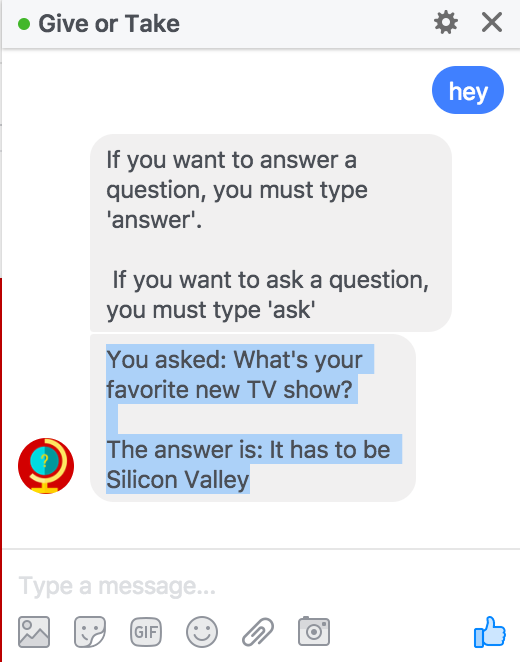 Give or Take
hey
If you want to answer a
question, you must type
'answer'.
If you want to ask a question,
you must type 'ask'
You asked: What's your
favorite new TV show?
The answer is: It has to be
Silicon Valley
?
Type a message...
GIF